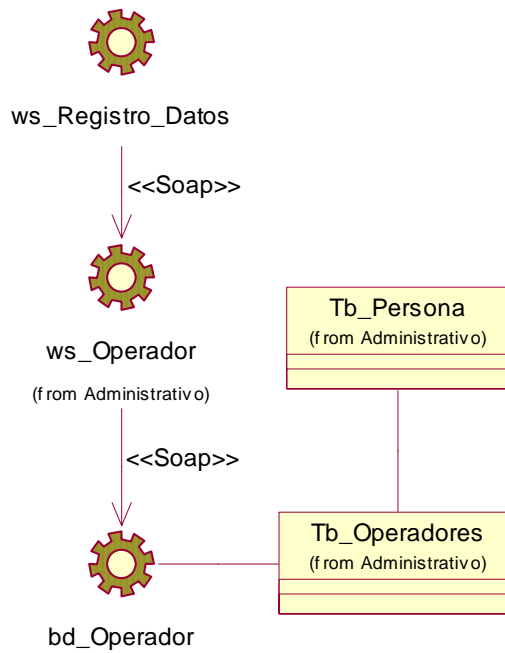 ws_Registro_Datos
<<Soap>>
ws_Operador
(from Administrativo)
Tb_Persona
(from Administrativo)
<<Soap>>
Tb_Operadores
(from Administrativo)
bd_Operador